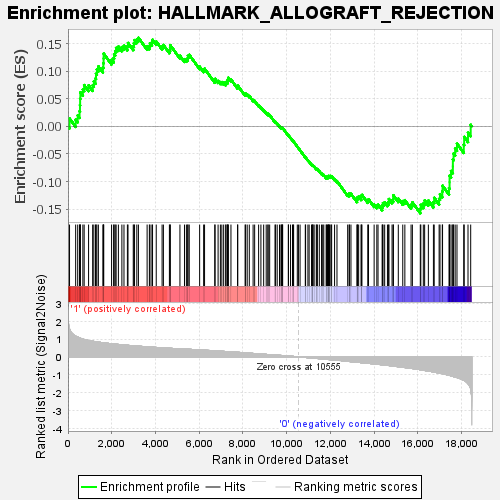 Enrichment plot: HALLMARK_ALLOGRAFT_REJECTION
Enrichment score (ES)
0.15
0.10
0.05
0.00
-0.05
-0.10
-0.15
'1' (positively correlated)
Ranked list metric (Signal2Noise)
3
2
1
0
-1
-2
-3
-4
Zero cross at 10555
'0' (negatively correlated)
0 2,000 4,000 6,000 8,000 10,000 12,000 14,000 16,000 18,000
Rank in Ordered Dataset
Enrichment profile Hits Ranking metric scores